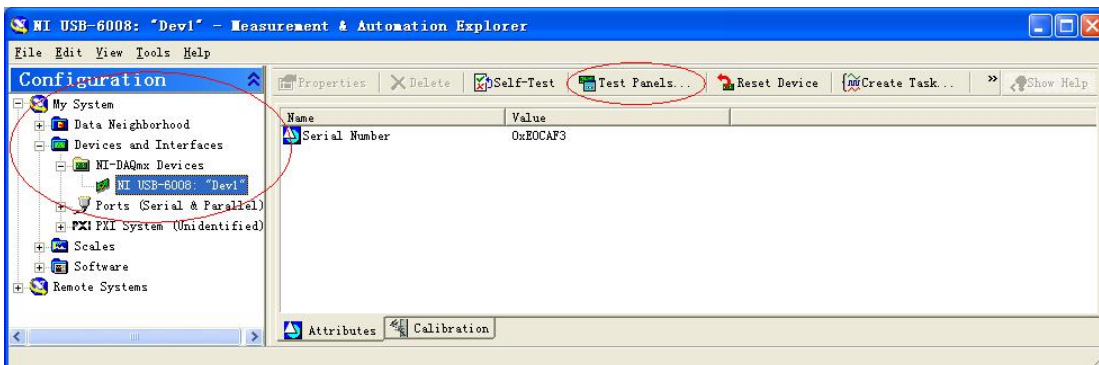 NI USB-6008: "Dev1" - Measurement & Automation Explorer
File Edit View Tools Help
Configuration
My System
Data Neighborhood
Devices and Interfaces
NI-DAQmx Devices
NI USB-6008: "Dev1"
Ports (Serial & Parallel)
PXI PXI System (Unidentified)
Scales
Software
Remote Systems
Properties Delete Self-Test Test Panels... Reset Device Create Task... » Show Help
Name Value
Serial Number 0xE0CAF3
Attributes Calibration